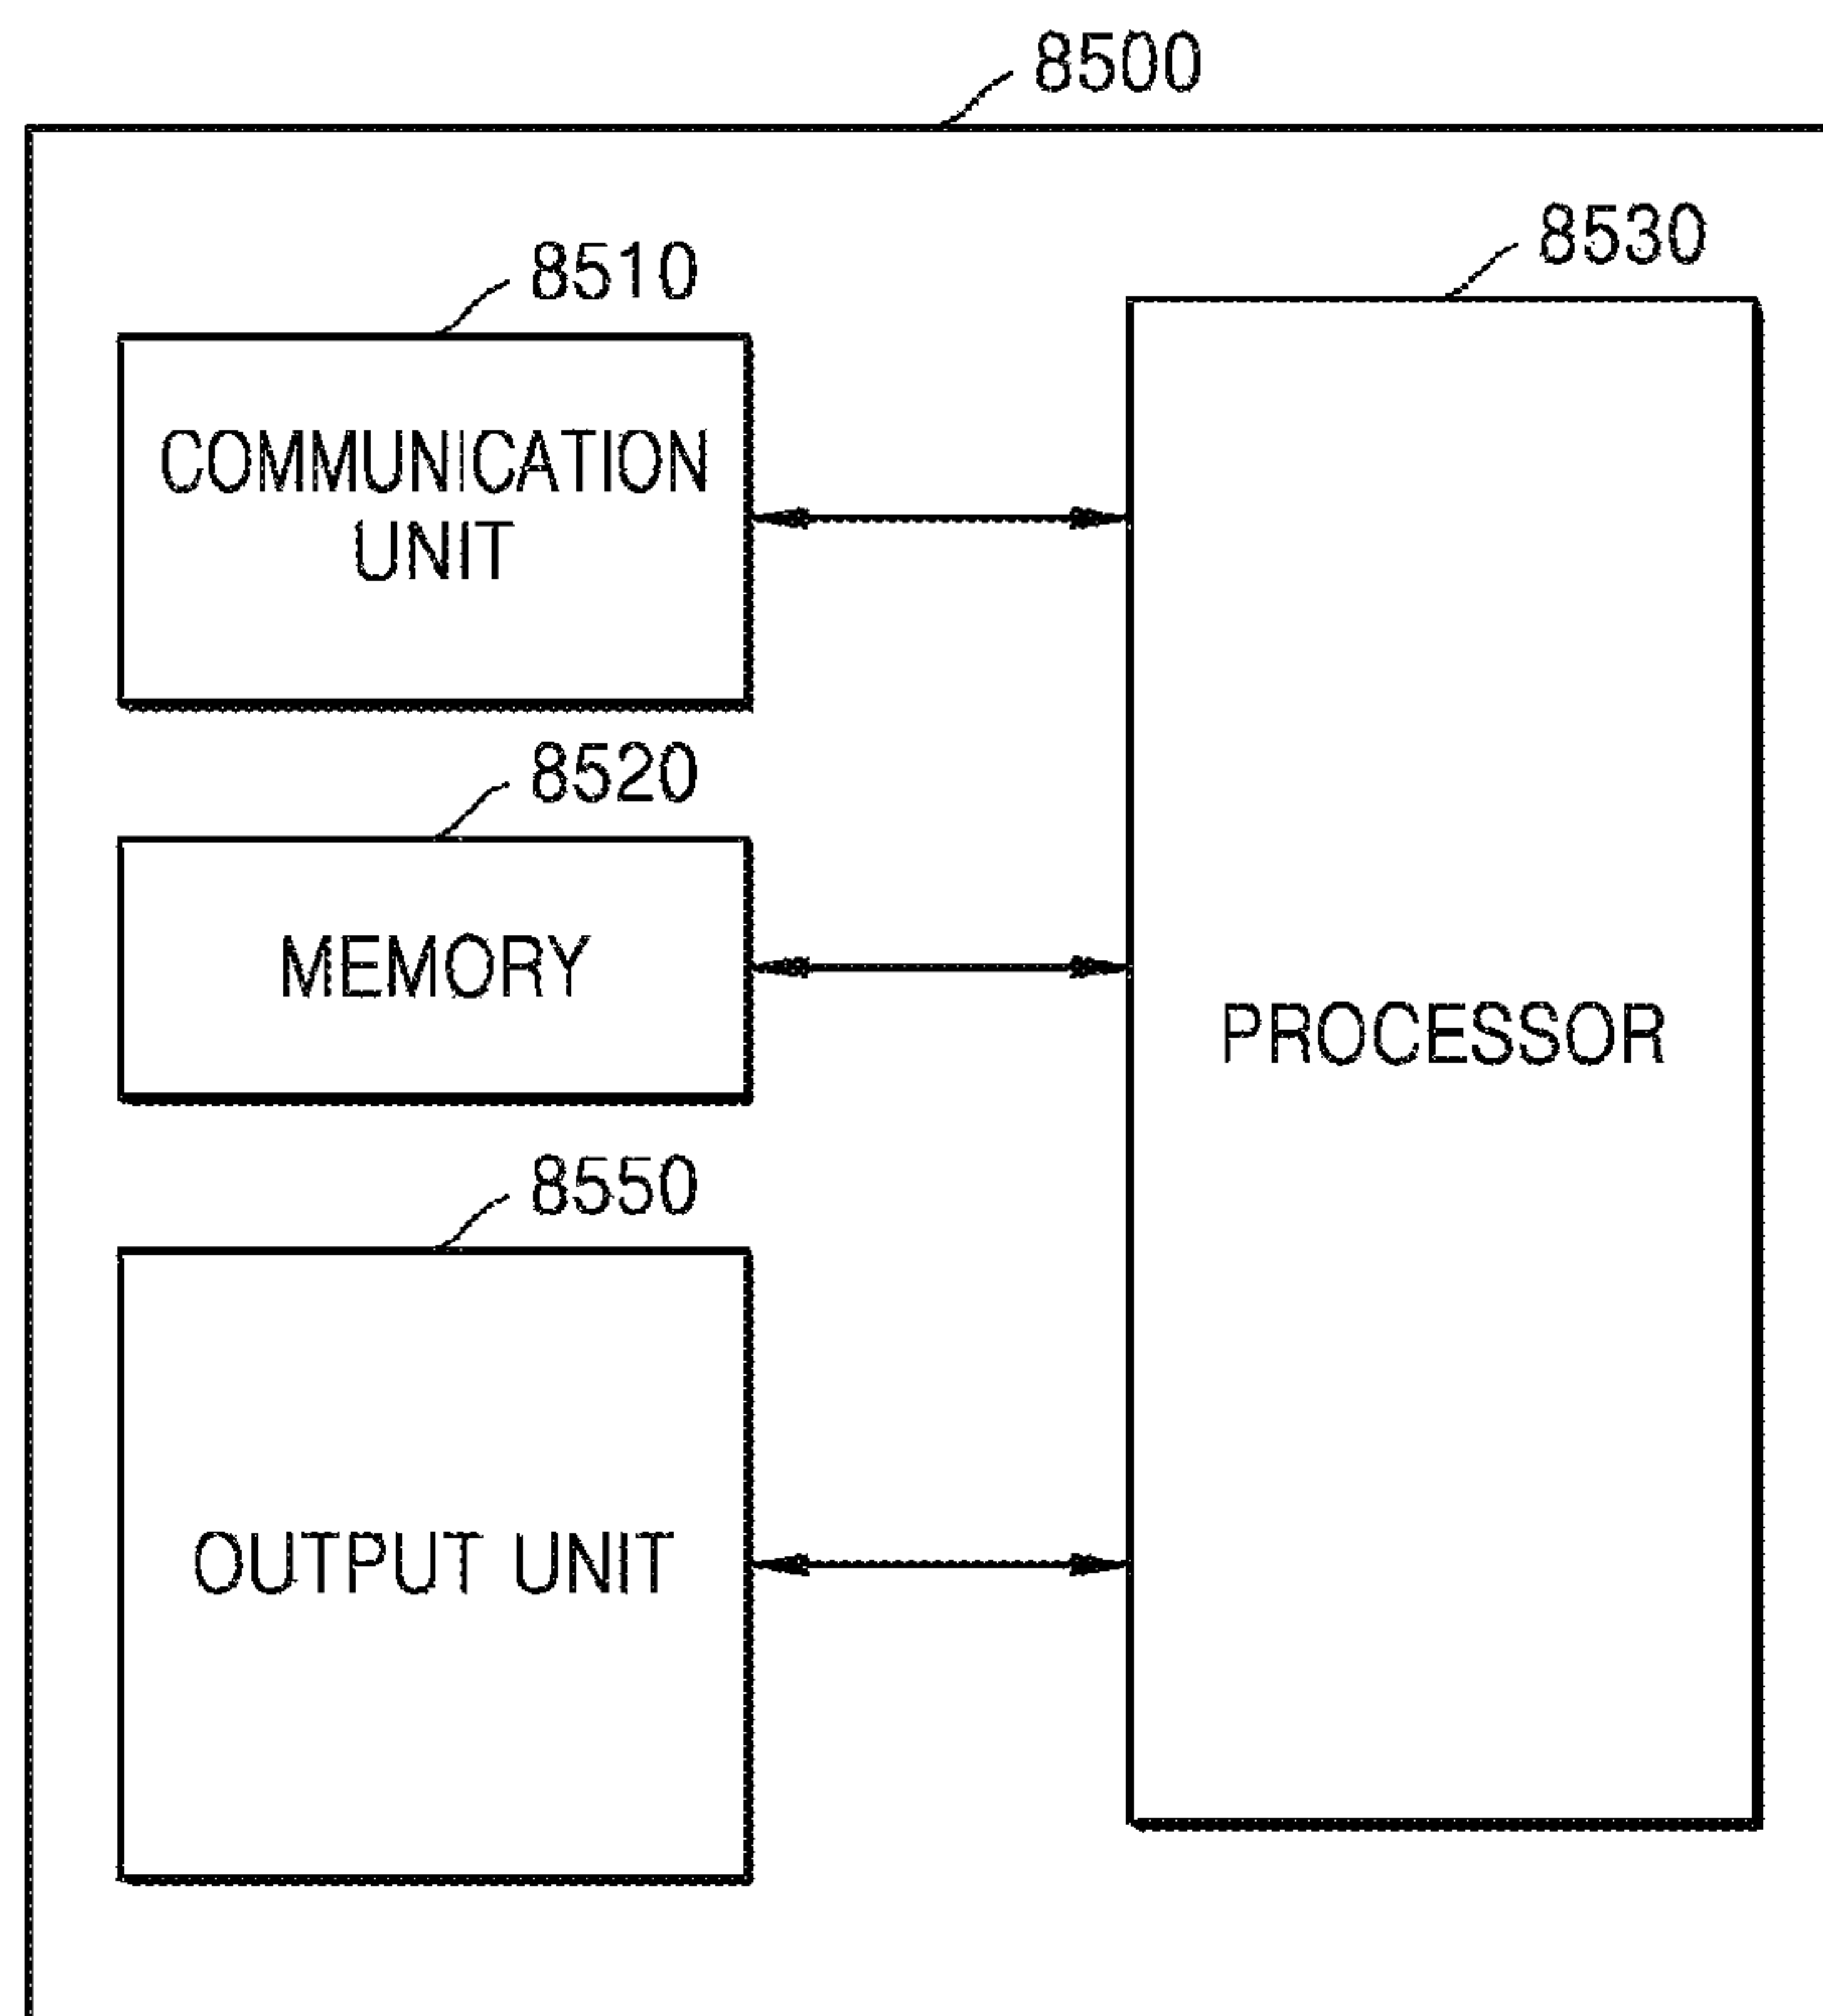 8500
8510
8530
COMMUNICATION
UNIT
8520
MEMORY
PROCESSOR
8550
OUTPUT UNIT